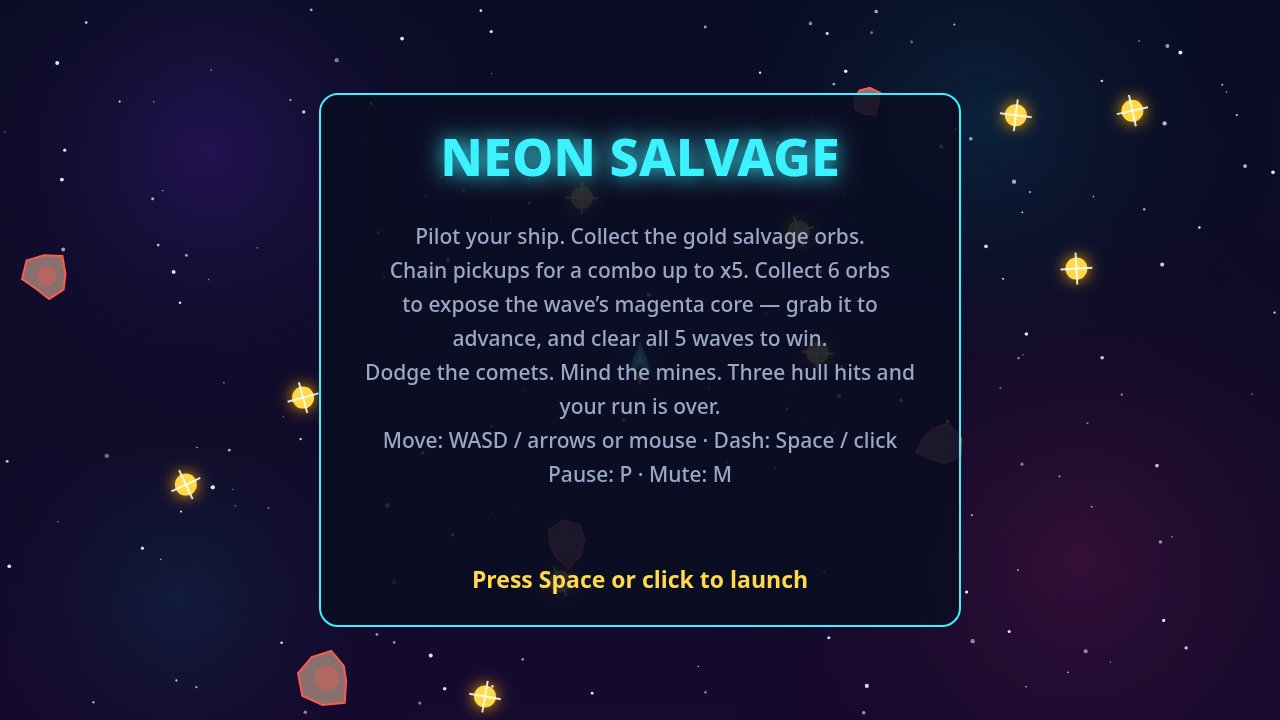 NEON SALVAGE
Pilot your ship. Collect the gold salvage orbs.
Chain pickups for a combo up to x5. Collect 6 orbs
to expose the wave’s magenta core — grab it to
advance, and clear all 5 waves to win.
Dodge the comets. Mind the mines. Three hull hits and
your run is over.
Move: WASD / arrows or mouse · Dash: Space / click
Pause: P · Mute: M
Press Space or click to launch